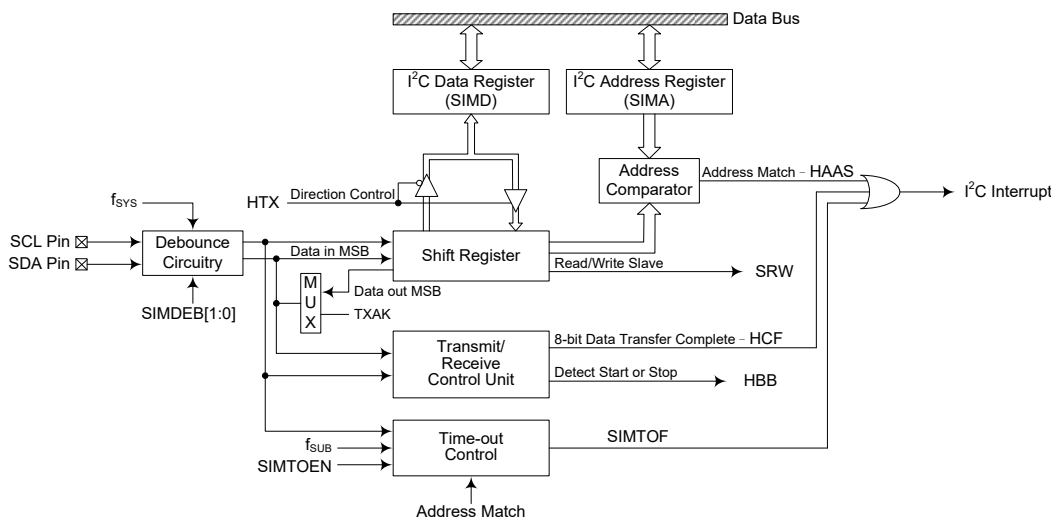 Data Bus
I²C Data Register
(SIMD)
I²C Address Register
(SIMA)
Address
Comparator
Address Match - HAAS
I²C Interrupt
HTX
Direction Control
fSYS
SCL Pin
SDA Pin
Debounce
Circuitry
SIMDEB[1:0]
Data in MSB
Shift Register
Read/Write Slave
SRW
M
U
X
Data out MSB
TXAK
Transmit/
Receive
Control Unit
8-bit Data Transfer Complete - HCF
Detect Start or Stop
HBB
fSUB
SIMTOEN
Time-out
Control
SIMTOF
Address Match